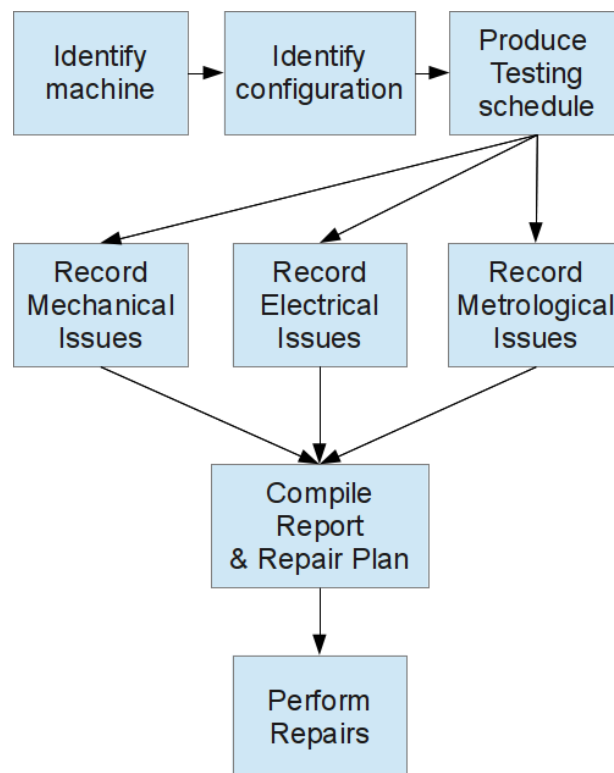 Identify
machine
Identify
configuration
Produce
Testing
schedule
Record
Mechanical
Issues
Record
Electrical
Issues
Record
Metrological
Issues
Compile
Report
& Repair Plan
Perform
Repairs